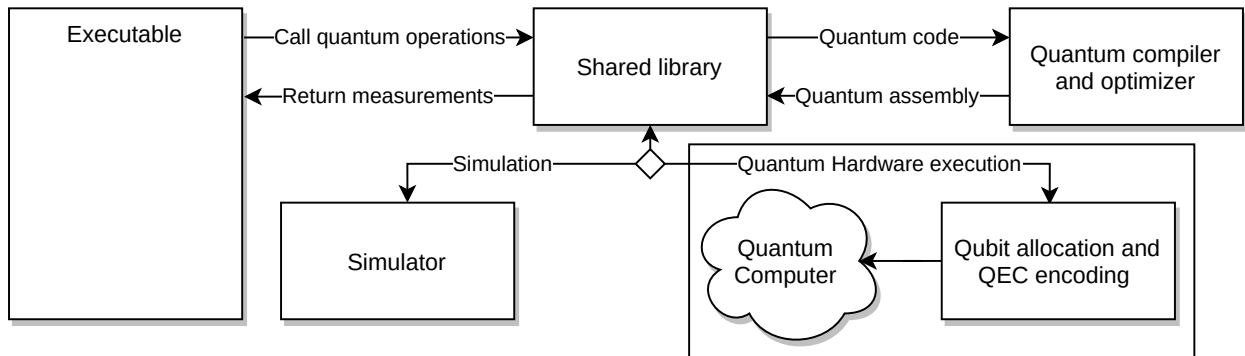 Executable
Call quantum operations
Return measurements
Shared library
Quantum code
Quantum assembly
Quantum compiler
and optimizer
Simulation
Quantum Hardware execution
Simulator
Quantum
Computer
Qubit allocation and
QEC encoding